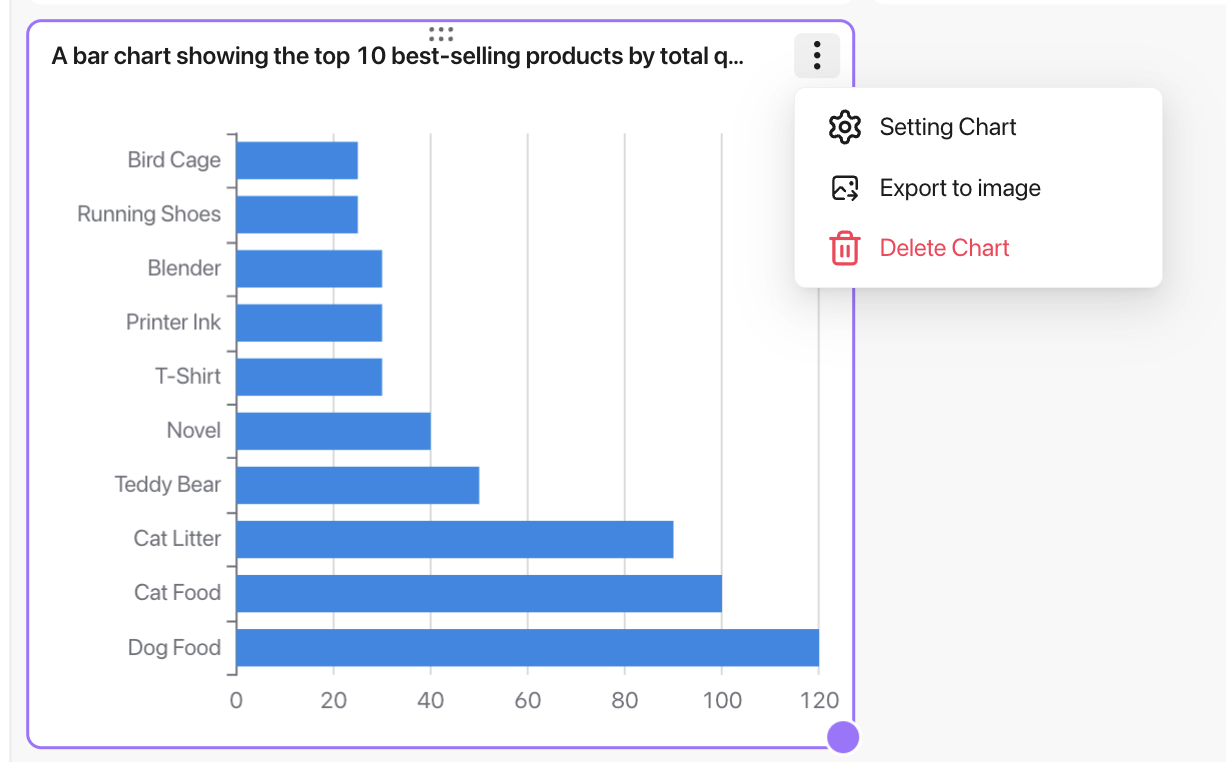 A bar chart showing the top 10 best-selling products by total q...
Setting Chart
Export to image
Delete Chart
Bird Cage
Running Shoes
Blender
Printer Ink
T-Shirt
Novel
Teddy Bear
Cat Litter
Cat Food
Dog Food
0 20 40 60 80 100 120